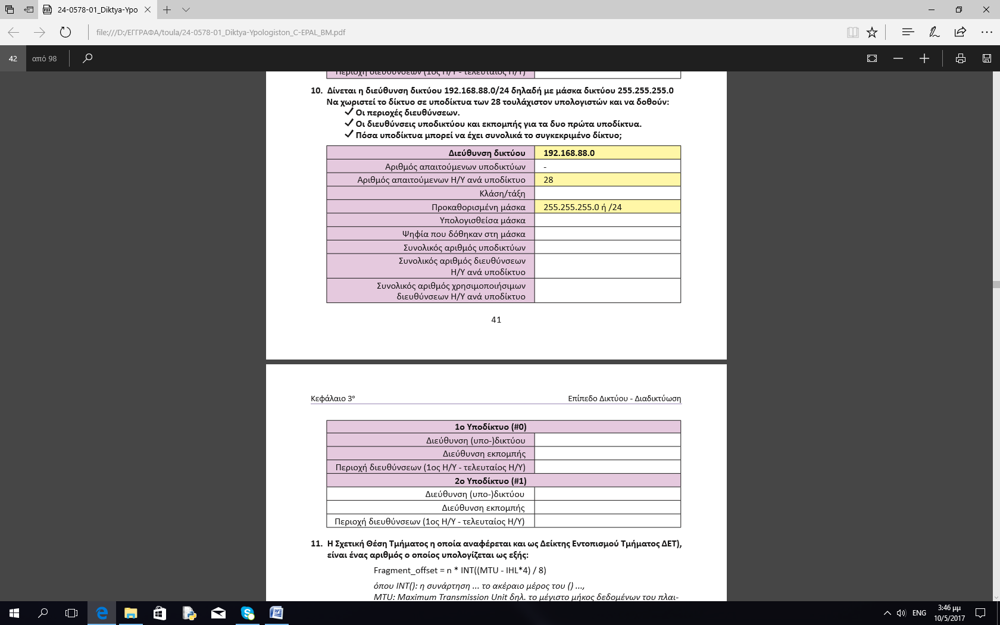 24-0578-01_Diktya-Ypo
file:///D:/ΕΓΓΡΑΦΑ/toula/24-0578-01_Diktya-Ypologiston_C-EPAL_BM.pdf
42 από 98
Περιοχή διευθύνσεων (1ος Η/Υ - τελευταίος Η/Υ)
10. Δίνεται η διεύθυνση δικτύου 192.168.88.0/24 δηλαδή με μάσκα δικτύου 255.255.255.0
Να χωριστεί το δίκτυο σε υποδίκτυα των 28 τουλάχιστον υπολογιστών και να δοθούν:
✓ Οι περιοχές διευθύνσεων.
✓ Οι διευθύνσεις υποδικτύου και εκπομπής για τα δυο πρώτα υποδίκτυα.
✓ Πόσα υποδίκτυα μπορεί να έχει συνολικά το συγκεκριμένο δίκτυο;
Διεύθυνση δικτύου 192.168.88.0
Αριθμός απαιτούμενων υποδικτύων -
Αριθμός απαιτούμενων Η/Υ ανά υποδίκτυο 28
Κλάση/τάξη
Προκαθορισμένη μάσκα 255.255.255.0 ή /24
Υπολογισθείσα μάσκα
Ψηφία που δόθηκαν στη μάσκα
Συνολικός αριθμός υποδικτύων
Συνολικός αριθμός διευθύνσεων
Η/Υ ανά υποδίκτυο
Συνολικός αριθμός χρησιμοποιήσιμων
διευθύνσεων Η/Υ ανά υποδίκτυο
41
Κεφάλαιο 3ο Επίπεδο Δικτύου - Διαδικτύωση
1ο Υποδίκτυο (#0)
Διεύθυνση (υπο-)δικτύου
Διεύθυνση εκπομπής
Περιοχή διευθύνσεων (1ος Η/Υ - τελευταίος Η/Υ)
2ο Υποδίκτυο (#1)
Διεύθυνση (υπο-)δικτύου
Διεύθυνση εκπομπής
Περιοχή διευθύνσεων (1ος Η/Υ - τελευταίος Η/Υ)
11. Η Σχετική Θέση Τμήματος η οποία αναφέρεται και ως Δείκτης Εντοπισμού Τμήματος ΔΕΤ),
είναι ένας αριθμός ο οποίος υπολογίζεται ως εξής:
Fragment_offset = n * INT((MTU - IHL*4) / 8)
όπου INT(): η συνάρτηση ... το ακέραιο μέρος του () ...,
MTU: Maximum Transmission Unit δηλ. το μέγιστο μήκος δεδομένων του πλαι-
ENG
3:46 μμ
10/5/2017